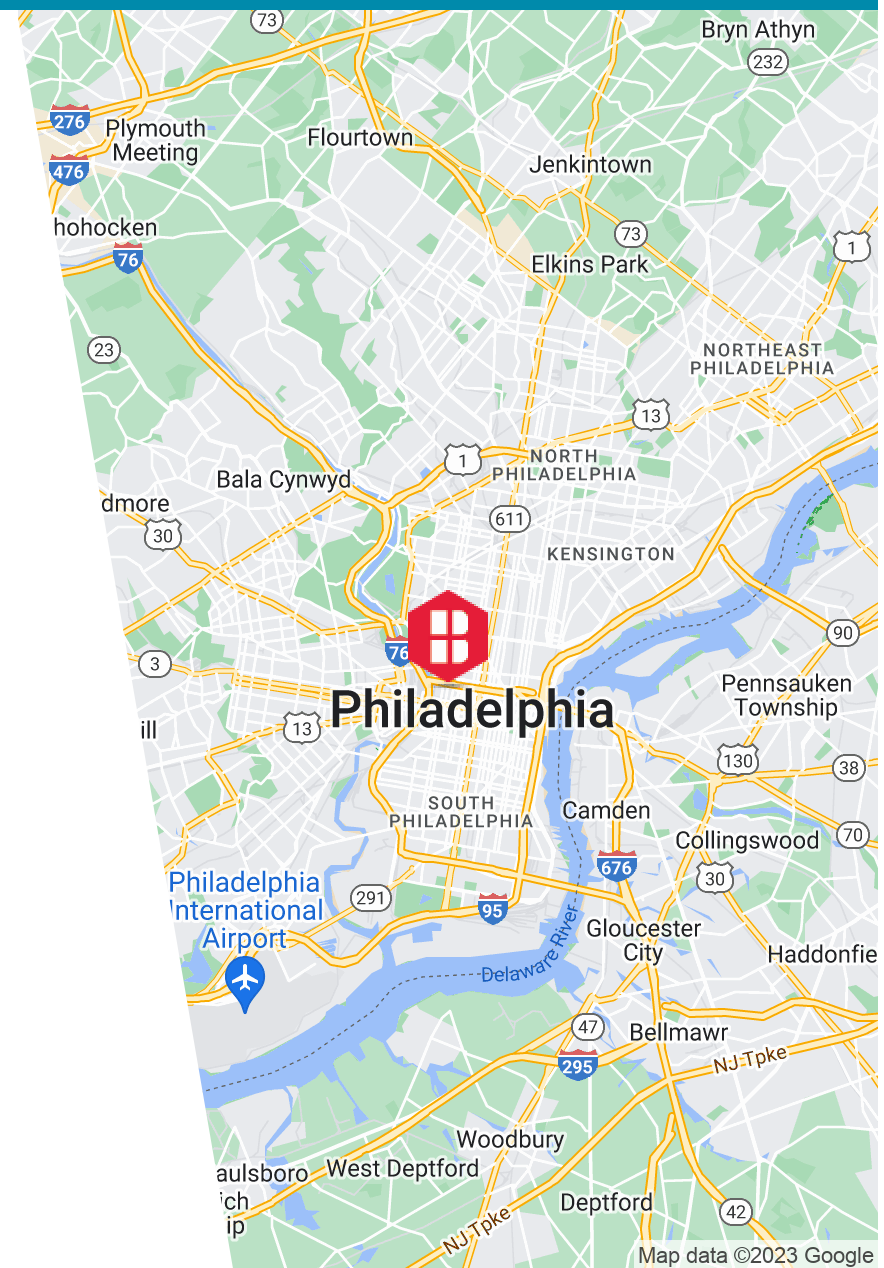 73
Bryn Athyn
232
276
Plymouth
Meeting
Flourtown
476
Jenkintown
hohocken
73
1
76
Elkins Park
23
NORTHEAST
PHILADELPHIA
13
1
NORTH
PHILADELPHIA
Bala Cynwyd
dmore
611
30
KENSINGTON
90
76
3
Pennsauken
Township
Philadelphia
ill
13
130
38
SOUTH
PHILADELPHIA
Camden
70
Collingswood
676
30
Philadelphia
International
Airport
291
95
Gloucester
City
Delaware River
Haddonfie
47
Bellmawr
295
NJ Tpke
Woodbury
aulsboro
West Deptford
ich
ip
Deptford
42
NJ Tpke
Map data ©2023 Google